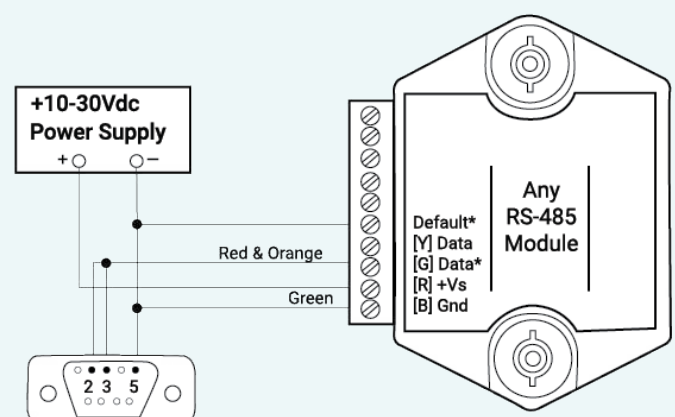 +10-30Vdc
Power Supply
+ −
Red & Orange
Green
2 3 5
Default*
[Y] Data
[G] Data*
[R] +Vs
[B] Gnd
Any
RS-485
Module